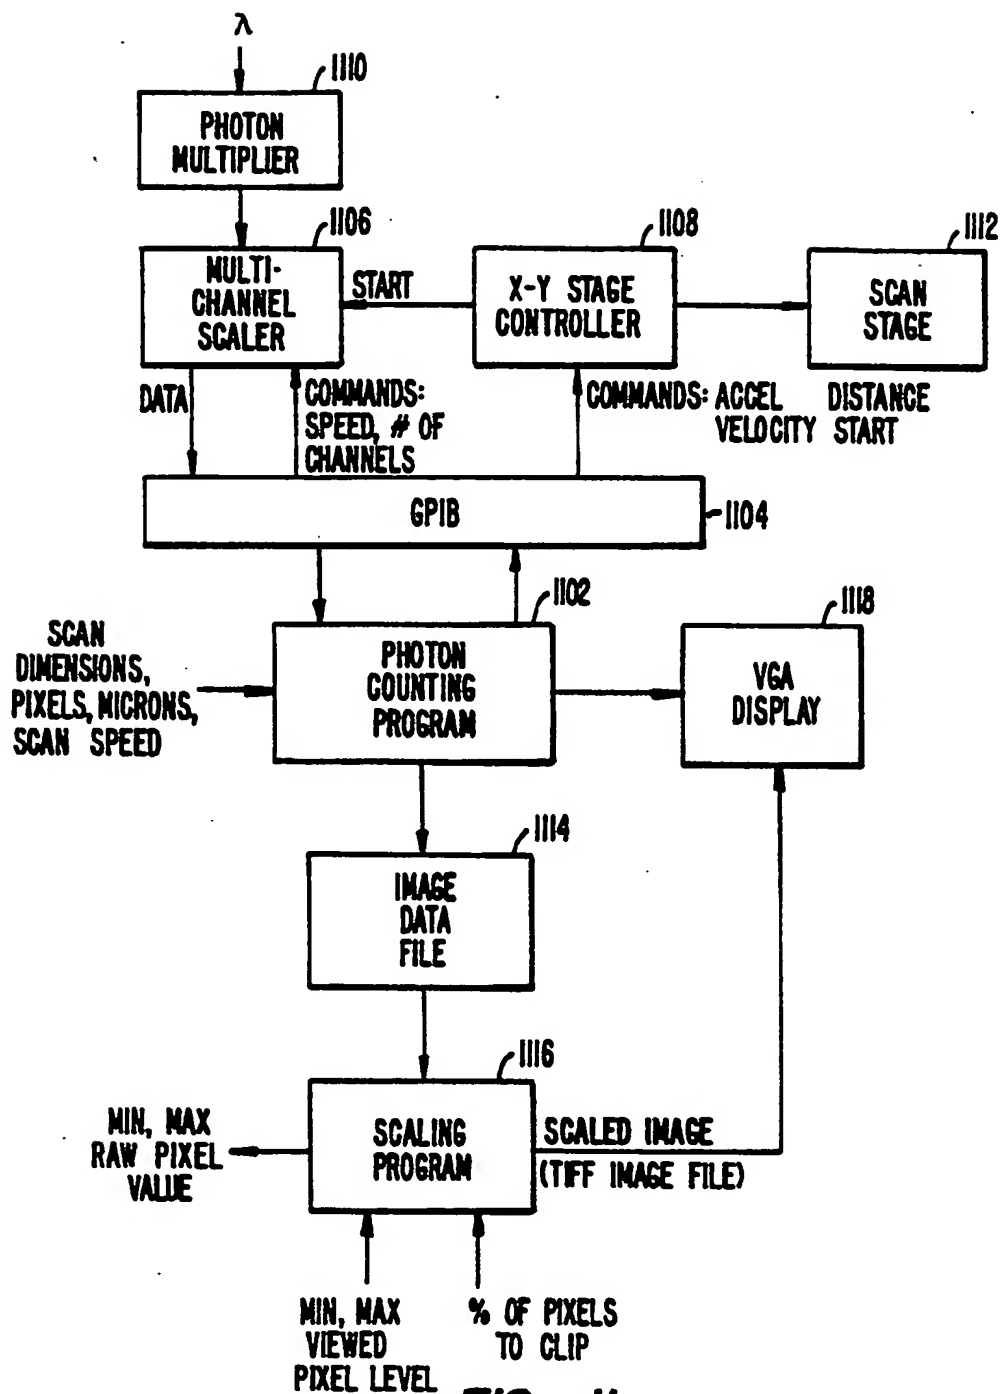 λ
1110
PHOTON
MULTIPLIER
1106
MULTI-
CHANNEL
SCALER
START
1108
X-Y STAGE
CONTROLLER
1112
SCAN
STAGE
DATA
COMMANDS:
SPEED, # OF
CHANNELS
COMMANDS: ACCEL DISTANCE
VELOCITY START
GPIB
1104
1102
SCAN
DIMENSIONS,
PIXELS, MICRONS,
SCAN SPEED
PHOTON
COUNTING
PROGRAM
1118
VGA
DISPLAY
1114
IMAGE
DATA
FILE
1116
MIN, MAX
RAW PIXEL
VALUE
SCALING
PROGRAM
SCALED IMAGE
(TIFF IMAGE FILE)
MIN, MAX
VIEWED
PIXEL LEVEL
% OF PIXELS
TO CLIP